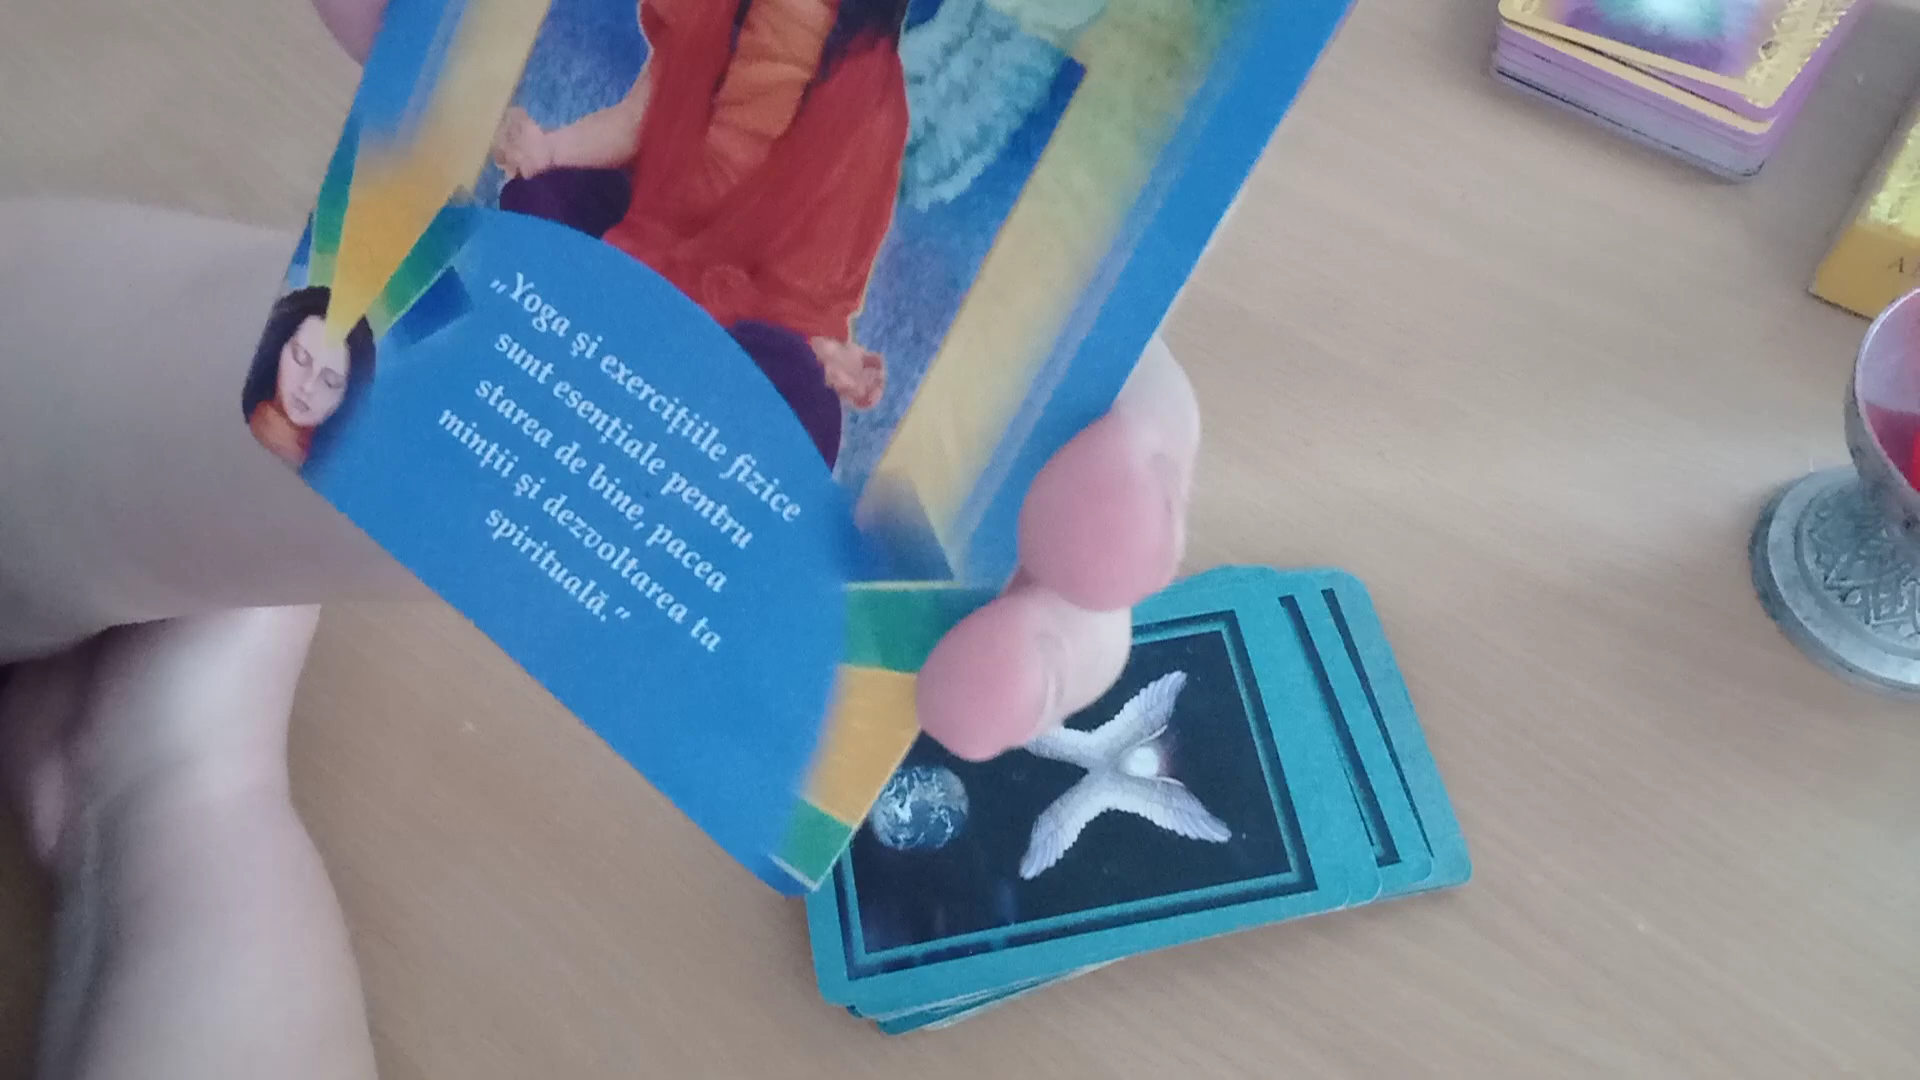 „Yoga şi exerciţiile fizice
sunt esenţiale pentru
starea de bine, pacea
minţii şi dezvoltarea ta
spirituală.”